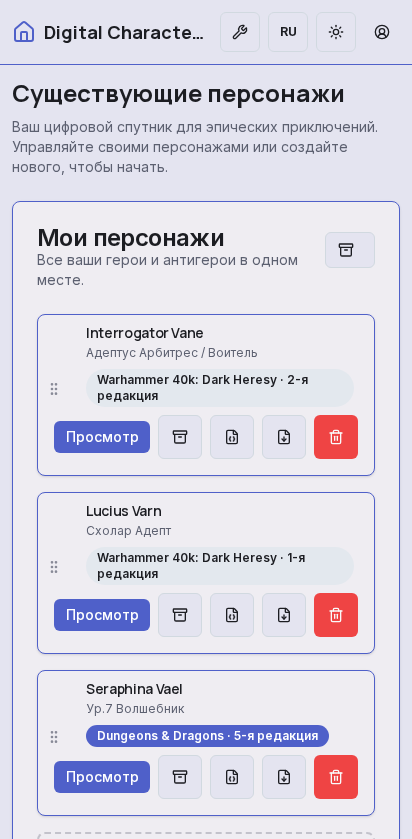 Digital Characte...
RU
Существующие персонажи
Ваш цифровой спутник для эпических приключений.
Управляйте своими персонажами или создайте
нового, чтобы начать.
Мои персонажи
Все ваши герои и антигерои в одном
месте.
Interrogator Vane
Адептус Арбитрес / Воитель
Warhammer 40k: Dark Heresy · 2-я
редакция
Просмотр
Lucius Varn
Схолар Адепт
Warhammer 40k: Dark Heresy · 1-я
редакция
Просмотр
Seraphina Vael
Ур.7 Волшебник
Dungeons & Dragons · 5-я редакция
Просмотр